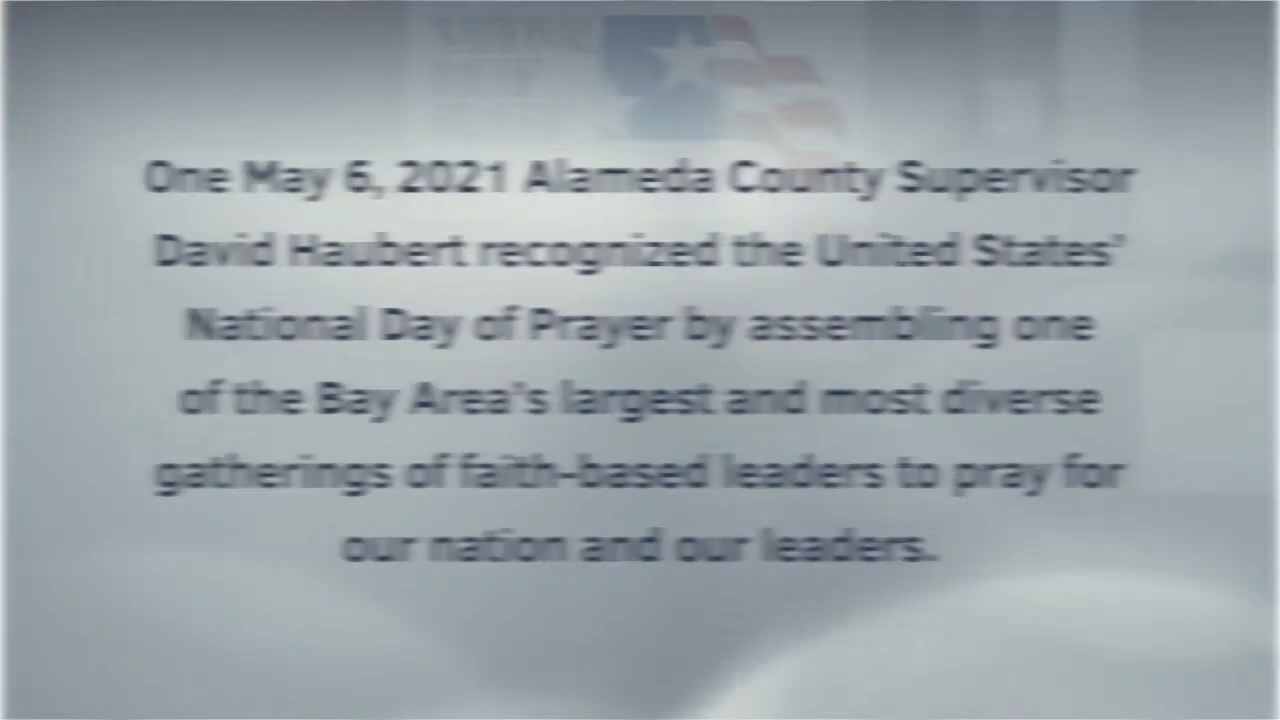 One May 6, 2021 Alameda County Supervisor
David Haubert recognized the United States'
National Day of Prayer by assembling one
of the Bay Area's largest and most diverse
gatherings of faith-based leaders to pray for
our nation and our leaders.